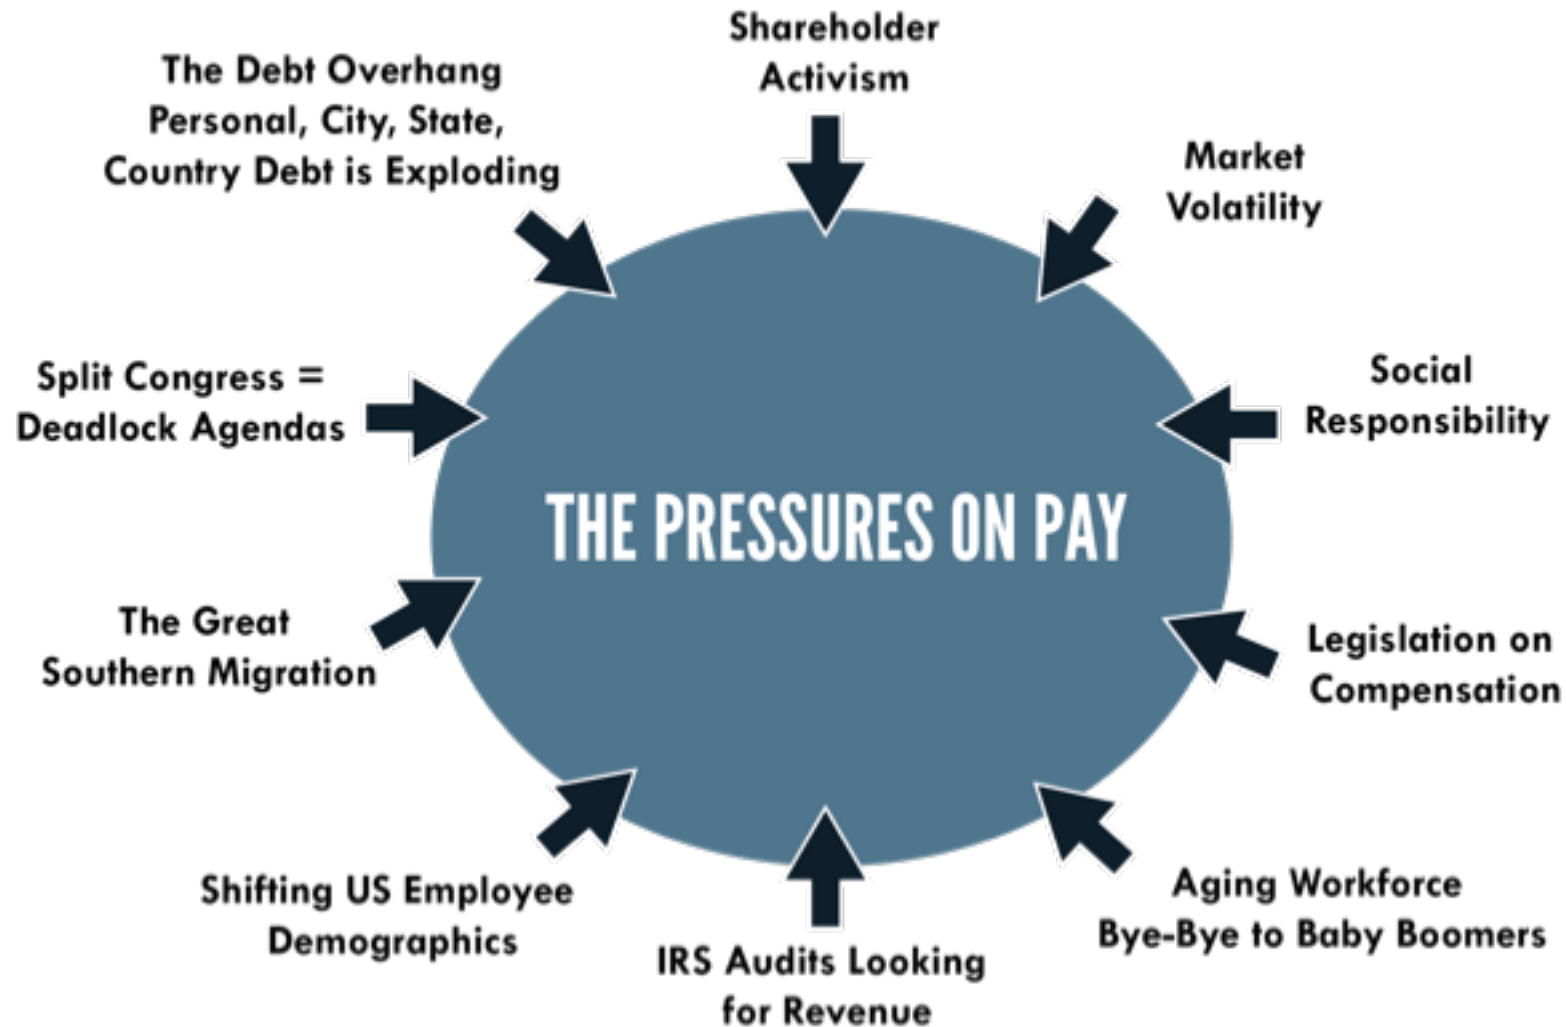 Shareholder
Activism
The Debt Overhang
Personal, City, State,
Country Debt is Exploding
Market
Volatility
Split Congress =
Deadlock Agendas
Social
Responsibility
THE PRESSURES ON PAY
The Great
Southern Migration
Legislation on
Compensation
Shifting US Employee
Demographics
Aging Workforce
Bye-Bye to Baby Boomers
IRS Audits Looking
for Revenue